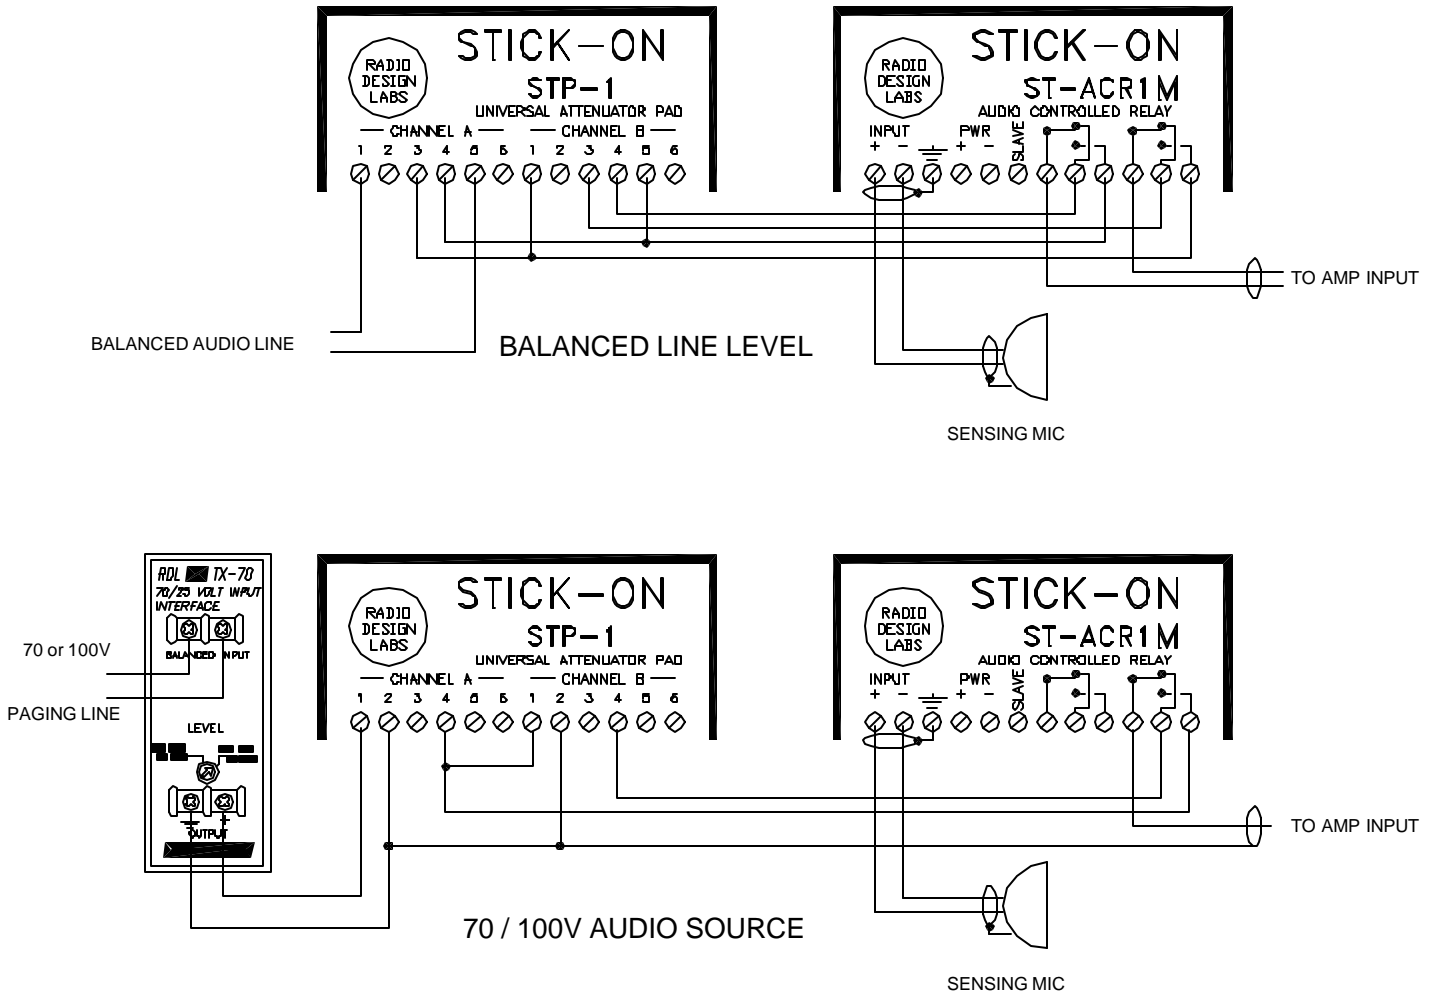 STICK-ON
RADIO
DESIGN
LABS
STP-1
UNIVERSAL ATTENUATOR PAD
CHANNEL A
CHANNEL B
1 2 3 4 5 6 1 2 3 4 5 6
STICK-ON
RADIO
DESIGN
LABS
ST-ACR1M
AUDIO CONTROLLED RELAY
INPUT
PWR
+ -
+ -
SLAVE
TO AMP INPUT
BALANCED AUDIO LINE
BALANCED LINE LEVEL
SENSING MIC
RDL TX-70
70/25 VOLT INPUT
INTERFACE
BALANCED INPUT
70 or 100V
PAGING LINE
LEVEL
+
OUTPUT
STICK-ON
RADIO
DESIGN
LABS
STP-1
UNIVERSAL ATTENUATOR PAD
CHANNEL A
CHANNEL B
1 2 3 4 5 6 1 2 3 4 5 6
STICK-ON
RADIO
DESIGN
LABS
ST-ACR1M
AUDIO CONTROLLED RELAY
INPUT
PWR
+ -
+ -
SLAVE
TO AMP INPUT
70 / 100V AUDIO SOURCE
SENSING MIC